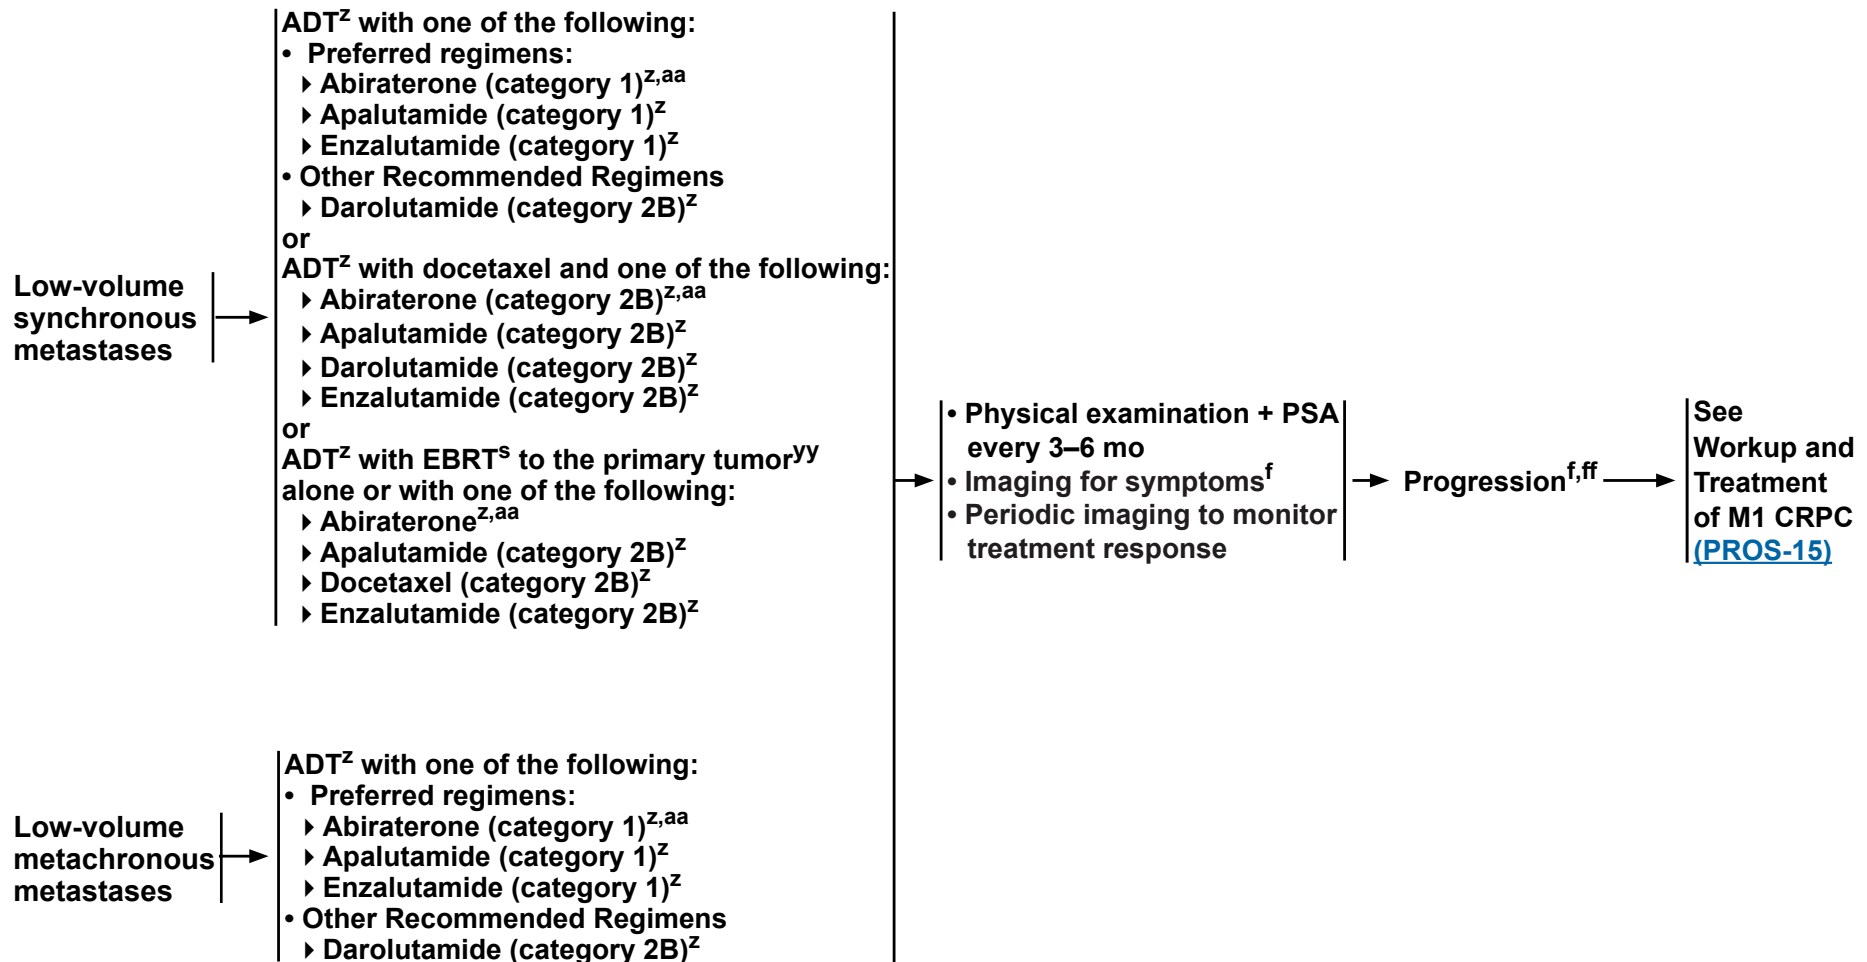 Low-volume
synchronous
metastases
ADTᶻ with one of the following:
• Preferred regimens:
▸ Abiraterone (category 1)ᶻ,ᵃᵃ
▸ Apalutamide (category 1)ᶻ
▸ Enzalutamide (category 1)ᶻ
• Other Recommended Regimens
▸ Darolutamide (category 2B)ᶻ
or
ADTᶻ with docetaxel and one of the following:
▸ Abiraterone (category 2B)ᶻ,ᵃᵃ
▸ Apalutamide (category 2B)ᶻ
▸ Darolutamide (category 2B)ᶻ
▸ Enzalutamide (category 2B)ᶻ
or
ADTᶻ with EBRTˢ to the primary tumorʸʸ
alone or with one of the following:
▸ Abirateroneᶻ,ᵃᵃ
▸ Apalutamide (category 2B)ᶻ
▸ Docetaxel (category 2B)ᶻ
▸ Enzalutamide (category 2B)ᶻ
Low-volume
metachronous
metastases
ADTᶻ with one of the following:
• Preferred regimens:
▸ Abiraterone (category 1)ᶻ,ᵃᵃ
▸ Apalutamide (category 1)ᶻ
▸ Enzalutamide (category 1)ᶻ
• Other Recommended Regimens
▸ Darolutamide (category 2B)ᶻ
• Physical examination + PSA
every 3–6 mo
• Imaging for symptomsᶠ
• Periodic imaging to monitor
treatment response
Progressionᶠ,ᶠᶠ
See
Workup and
Treatment
of M1 CRPC
(PROS-15)